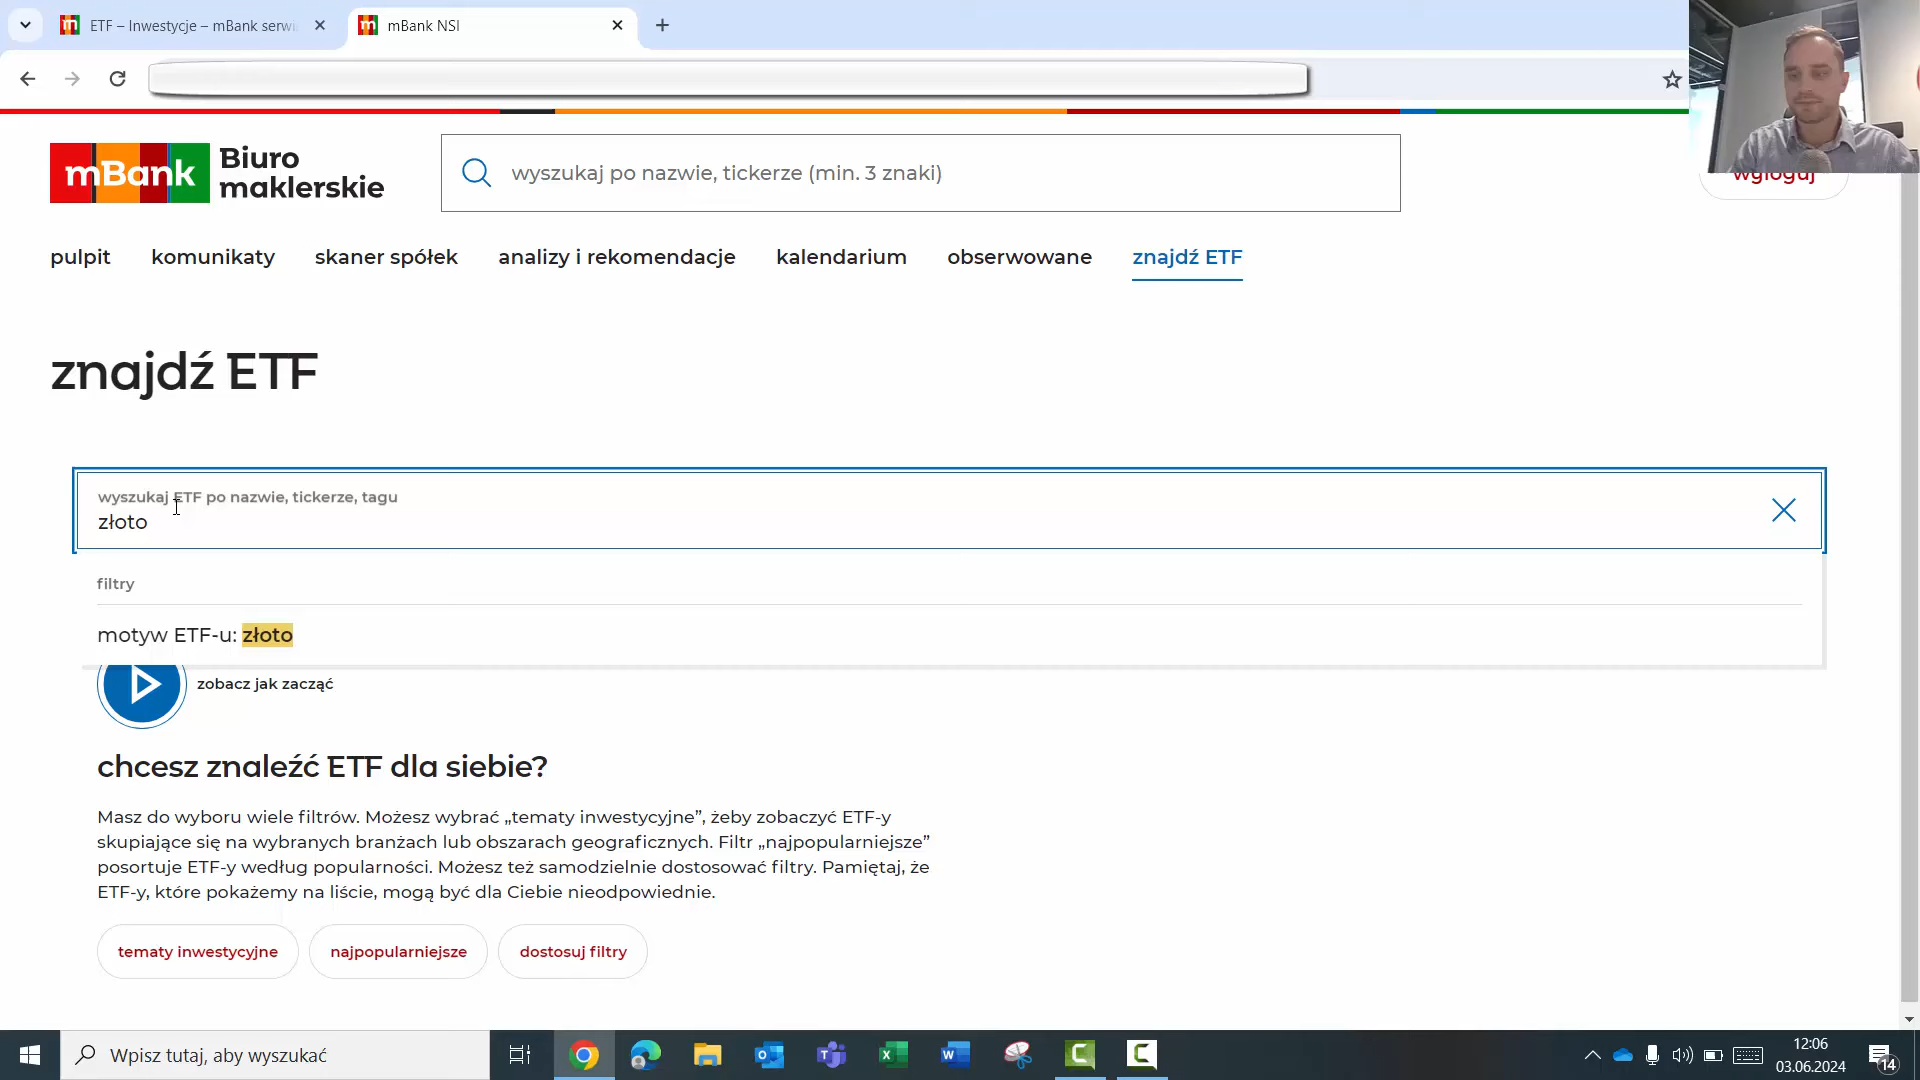 ETF – Inwestycje – mBank serwi
mBank NSI
mBank
Biuro
maklerskie
wyszukaj po nazwie, tickerze (min. 3 znaki)
wyloguj
pulpit
komunikaty
skaner spółek
analizy i rekomendacje
kalendarium
obserwowane
znajdź ETF
znajdź ETF
wyszukaj ETF po nazwie, tickerze, tagu
złoto
filtry
motyw ETF-u: złoto
zobacz jak zacząć
chcesz znaleźć ETF dla siebie?
Masz do wyboru wiele filtrów. Możesz wybrać „tematy inwestycyjne”, żeby zobaczyć ETF-y
skupiające się na wybranych branżach lub obszarach geograficznych. Filtr „najpopularniejsze”
posortuje ETF-y według popularności. Możesz też samodzielnie dostosować filtry. Pamiętaj, że
ETF-y, które pokażemy na liście, mogą być dla Ciebie nieodpowiednie.
tematy inwestycyjne
najpopularniejsze
dostosuj filtry
Wpisz tutaj, aby wyszukać
12:06
03.06.2024
14